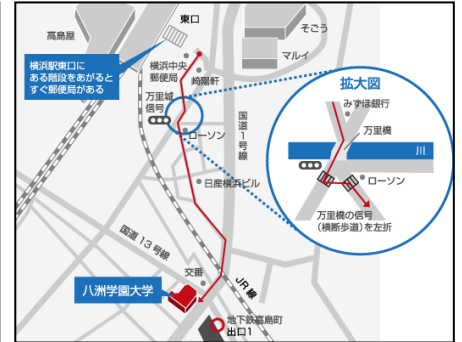 東口
高島屋
そごう
マルイ
横浜駅東口に
ある階段をあがると
すぐ郵便局がある
横浜中央
郵便局
崎陽軒
万里城
信号
ローソン
国道1号線
日産横浜ビル
拡大図
みずほ銀行
万里橋
川
ローソン
万里橋の信号
(横断歩道)を左折
国道13号線
交番
JR線
八洲学園大学
地下鉄嘉島町
出口1